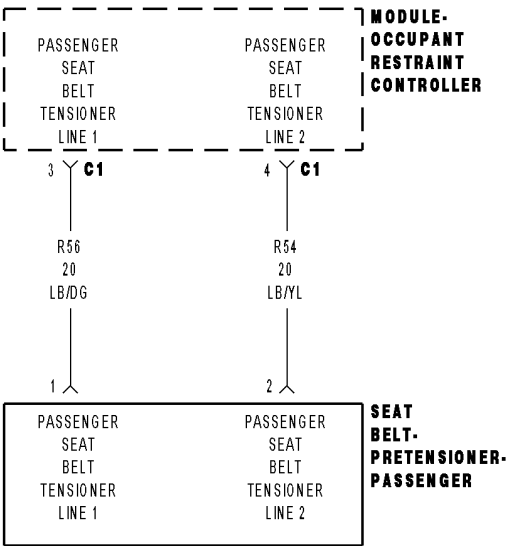 MODULE-
OCCUPANT
RESTRAINT
CONTROLLER
PASSENGER
SEAT
BELT
TENSIONER
LINE 1
PASSENGER
SEAT
BELT
TENSIONER
LINE 2
3 C1
4 C1
R56
20
LB/DG
R54
20
LB/YL
1
2
SEAT
BELT-
PRETENSIONER-
PASSENGER
PASSENGER
SEAT
BELT
TENSIONER
LINE 1
PASSENGER
SEAT
BELT
TENSIONER
LINE 2